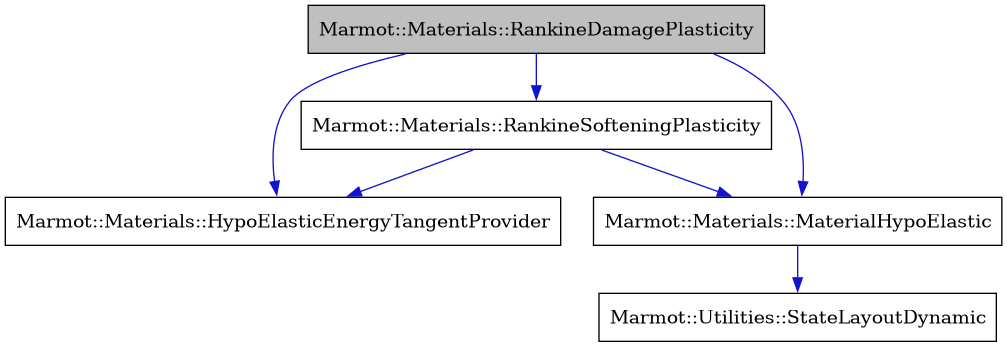 Marmot::Materials::RankineDamagePlasticity
Marmot::Materials::RankineSofteningPlasticity
Marmot::Materials::HypoElasticEnergyTangentProvider
Marmot::Materials::MaterialHypoElastic
Marmot::Utilities::StateLayoutDynamic